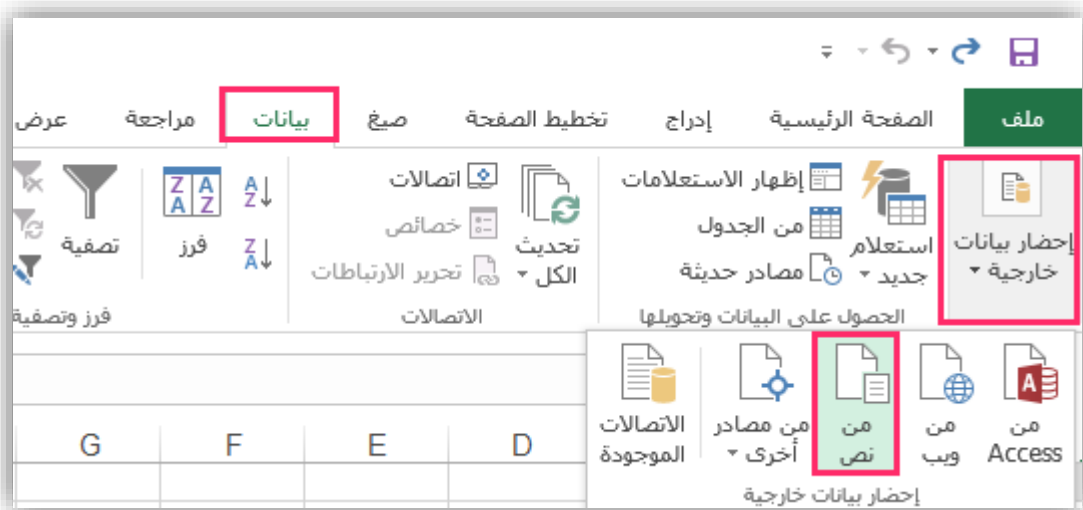 ملف
الصفحة الرئيسية
إدراج
تخطيط الصفحة
صيغ
بيانات
مراجعة
عرض
إحضار بيانات
خارجية
استعلام
جديد
إظهار الاستعلامات
من الجدول
مصادر حديثة
الحصول على البيانات وتحويلها
تحديث
الكل
اتصالات
خصائص
تحرير الارتباطات
الاتصالات
A
Z
Z
A
Z A
A Z
فرز
تصفية
فرز وتصفية
من
Access
من
ويب
من
نص
من مصادر
أخرى
الاتصالات
الموجودة
إحضار بيانات خارجية
G F E D